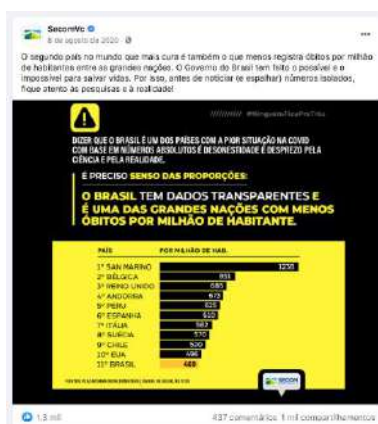 SecomVc
8 de agosto de 2020
O segundo país no mundo que mais cura é também o que menos registra óbitos por milhão
de habitantes entre as grandes nações. O Governo do Brasil tem feito o possível e o
impossível para salvar vidas. Por isso, antes de noticiar (e espalhar) números isolados,
fique atento às pesquisas e à realidade!
DIZER QUE O BRASIL É UM DOS PAÍSES COM A PIOR SITUAÇÃO NA COVID
COM BASE EM NÚMEROS ABSOLUTOS É DESONESTIDADE E DESPREZO PELA
CIÊNCIA E PELA REALIDADE.
É PRECISO SENSO DAS PROPORÇÕES:
O BRASIL TEM DADOS TRANSPARENTES E
É UMA DAS GRANDES NAÇÕES COM MENOS
ÓBITOS POR MILHÃO DE HABITANTE.
PAÍS POR MILHÃO DE HAB.
1º SAN MARINO 1238
2º BÉLGICA
3º REINO UNIDO
4º ANDORRA
5º PERU
6º ESPANHA
7º ITÁLIA
8º SUÉCIA 570
9º CHILE
10º EUA
11º BRASIL
SECOM
1,3 mil
437 comentários 1 mil compartilhamentos